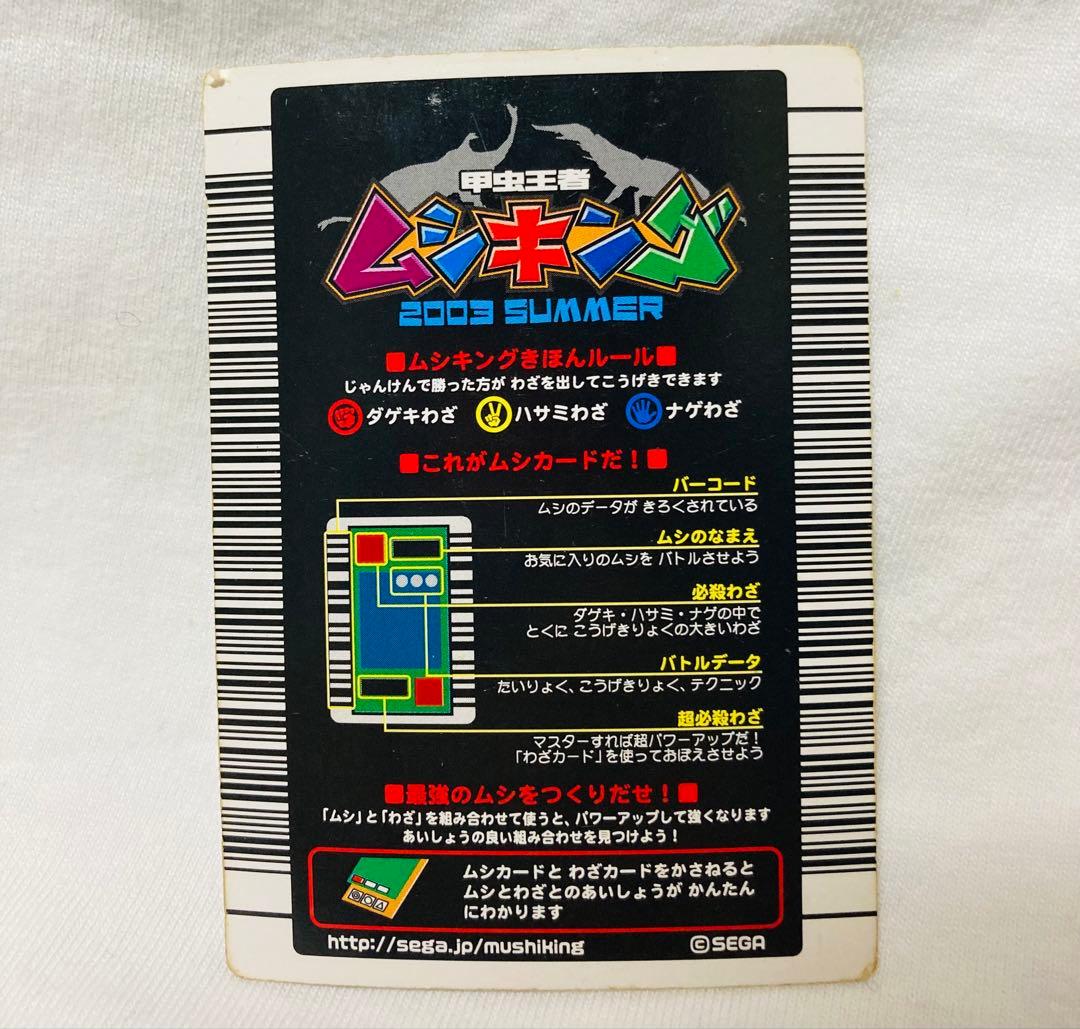 甲虫王者
ムシキング
2003 SUMMER
■ムシキングきほんルール■
じゃんけんで勝った方が わざを出してこうげきできます
ダゲキわざ ハサミわざ ナゲわざ
■これがムシカードだ！■
バーコード
ムシのデータが きろくされている
ムシのなまえ
お気に入りのムシを バトルさせよう
必殺わざ
ダゲキ・ハサミ・ナゲの中で
とくに こうげきりょくの大きいわざ
バトルデータ
たいりょく、こうげきりょく、テクニック
超必殺わざ
マスターすれば超パワーアップだ！
「わざカード」を使っておぼえさせよう
■最強のムシをつくりだせ！■
「ムシ」と「わざ」を組み合わせて使うと、パワーアップして強くなります
あいしょうの良い組み合わせを見つけよう！
ムシカードと わざカードをかさねると
ムシとわざとのあいしょうが かんたん
にわかります
http://sega.jp/mushiking ©SEGA